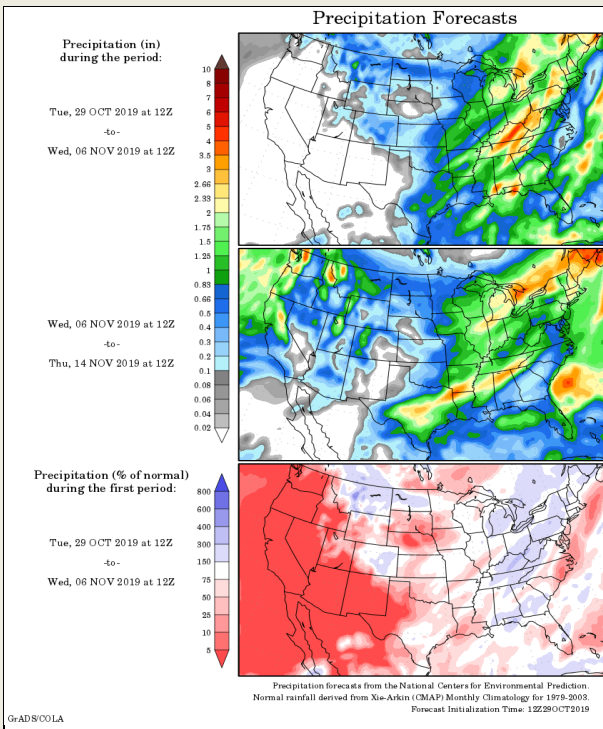 Precipitation Forecasts
Precipitation (in)
during the period:
Tue, 29 OCT 2019 at 12Z
-to-
Wed, 06 NOV 2019 at 12Z
10
8
7
6
5
4
3.5
3
2.66
2.33
2
1.75
1.5
1.25
1
0.83
0.66
0.5
0.4
0.3
0.2
0.1
0.08
0.06
0.04
0.02
Wed, 06 NOV 2019 at 12Z
-to-
Thu, 14 NOV 2019 at 12Z
Precipitation (% of normal)
during the first period:
Tue, 29 OCT 2019 at 12Z
-to-
Wed, 06 NOV 2019 at 12Z
800
600
400
300
150
75
50
25
10
5
Precipitation forecasts from the National Centers for Environmental Prediction.
Normal rainfall derived from Xie-Arkin (CMAP) Monthly Climatology for 1979-2003.
Forecast Initialization Time: 12Z29OCT2019
GrADS/COLA